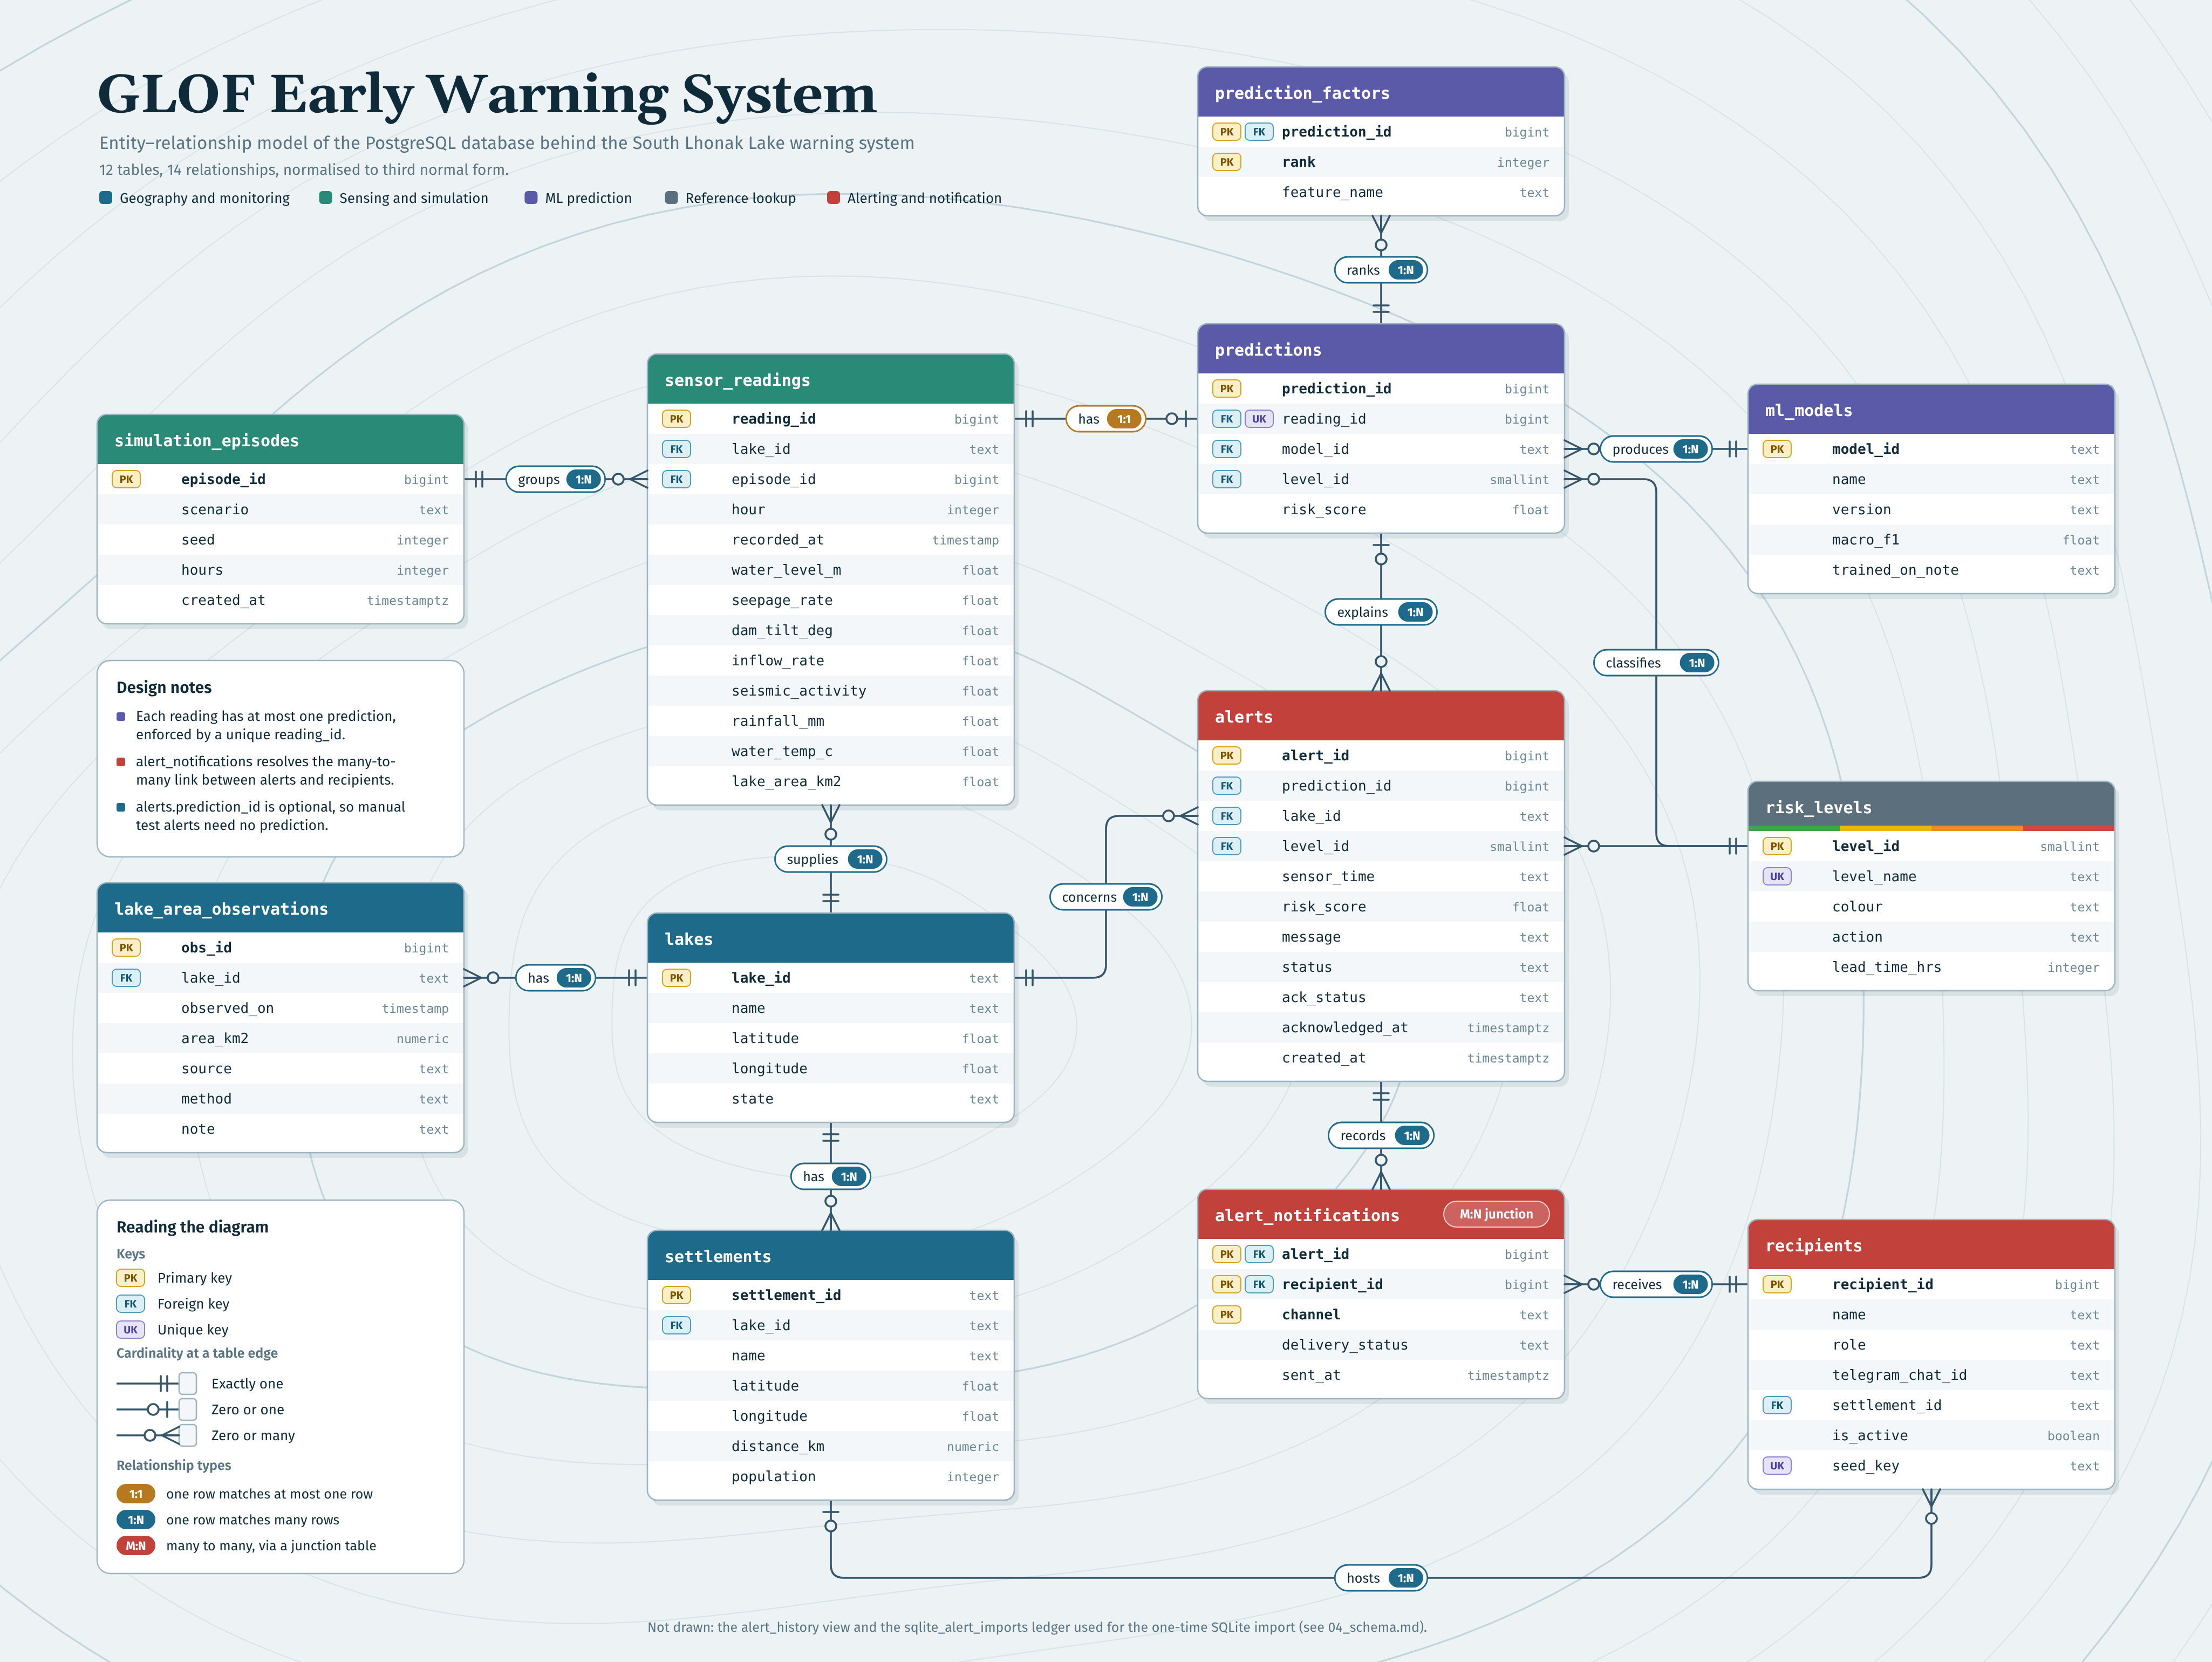 GLOF Early Warning System
Entity–relationship model of the PostgreSQL database behind the South Lhonak Lake warning system
12 tables, 14 relationships, normalised to third normal form.
Geography and monitoring Sensing and simulation ML prediction Reference lookup Alerting and notification
prediction_factors
PK FK prediction_id bigint
PK rank integer
feature_name text
ranks 1:N
predictions
PK prediction_id bigint
FK UK reading_id bigint
FK model_id text
FK level_id smallint
risk_score float
sensor_readings
PK reading_id bigint
FK lake_id text
FK episode_id bigint
hour integer
recorded_at timestamp
water_level_m float
seepage_rate float
dam_tilt_deg float
inflow_rate float
seismic_activity float
rainfall_mm float
water_temp_c float
lake_area_km2 float
has 1:1
ml_models
PK model_id text
name text
version text
macro_f1 float
trained_on_note text
produces 1:N
simulation_episodes
PK episode_id bigint
scenario text
seed integer
hours integer
created_at timestamptz
groups 1:N
explains 1:N
classifies 1:N
Design notes
Each reading has at most one prediction,
enforced by a unique reading_id.
alert_notifications resolves the many-to-
many link between alerts and recipients.
alerts.prediction_id is optional, so manual
test alerts need no prediction.
alerts
PK alert_id bigint
FK prediction_id bigint
FK lake_id text
FK level_id smallint
sensor_time text
risk_score float
message text
status text
ack_status text
acknowledged_at timestamptz
created_at timestamptz
risk_levels
PK level_id smallint
UK level_name text
colour text
action text
lead_time_hrs integer
supplies 1:N
concerns 1:N
lake_area_observations
PK obs_id bigint
FK lake_id text
observed_on timestamp
area_km2 numeric
source text
method text
note text
has 1:N
lakes
PK lake_id text
name text
latitude float
longitude float
state text
has 1:N
records 1:N
settlements
PK settlement_id text
FK lake_id text
name text
latitude float
longitude float
distance_km numeric
population integer
alert_notifications M:N junction
PK FK alert_id bigint
PK FK recipient_id bigint
PK channel text
delivery_status text
sent_at timestamptz
receives 1:N
recipients
PK recipient_id bigint
name text
role text
telegram_chat_id text
FK settlement_id text
is_active boolean
UK seed_key text
Reading the diagram
Keys
PK Primary key
FK Foreign key
UK Unique key
Cardinality at a table edge
Exactly one
Zero or one
Zero or many
Relationship types
1:1 one row matches at most one row
1:N one row matches many rows
M:N many to many, via a junction table
hosts 1:N
Not drawn: the alert_history view and the sqlite_alert_imports ledger used for the one-time SQLite import (see 04_schema.md).